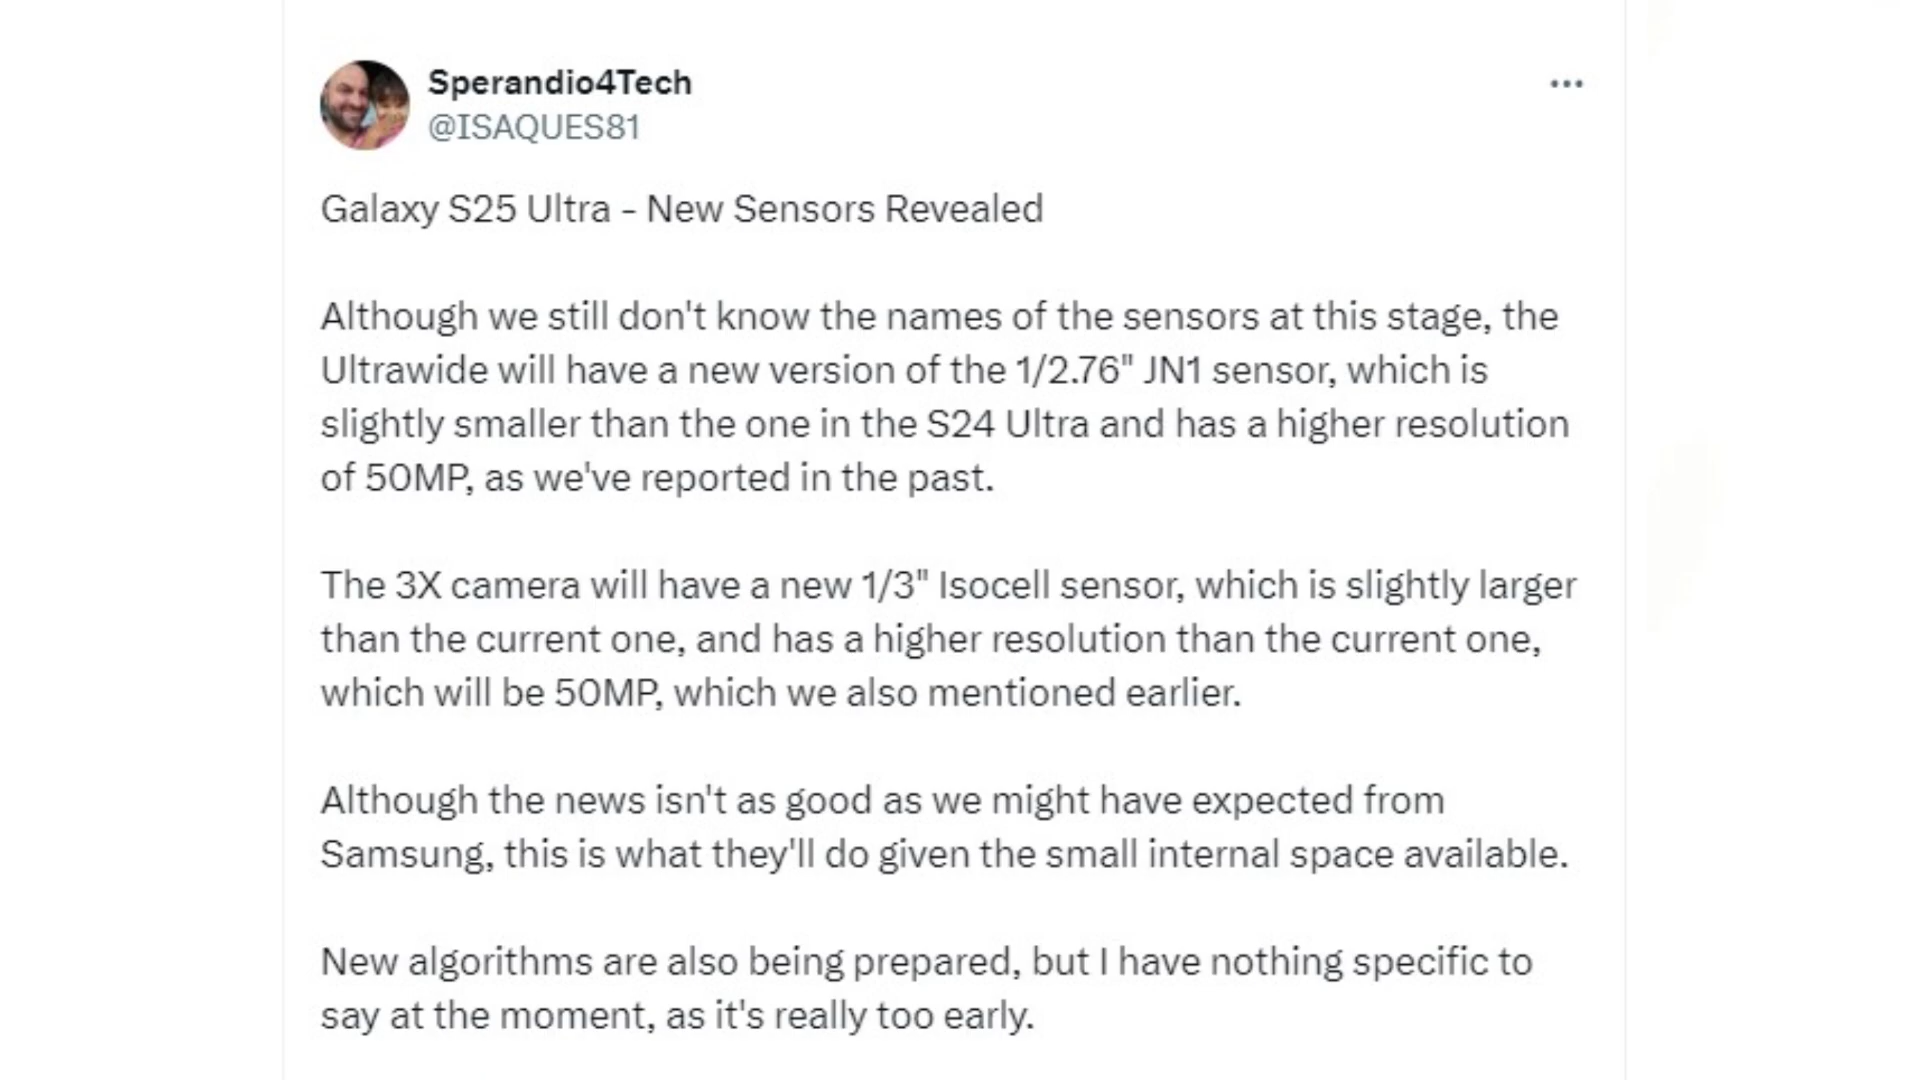 Sperandio4Tech
@ISAQUES81
Galaxy S25 Ultra - New Sensors Revealed
Although we still don't know the names of the sensors at this stage, the
Ultrawide will have a new version of the 1/2.76" JN1 sensor, which is
slightly smaller than the one in the S24 Ultra and has a higher resolution
of 50MP, as we've reported in the past.
The 3X camera will have a new 1/3" Isocell sensor, which is slightly larger
than the current one, and has a higher resolution than the current one,
which will be 50MP, which we also mentioned earlier.
Although the news isn't as good as we might have expected from
Samsung, this is what they'll do given the small internal space available.
New algorithms are also being prepared, but I have nothing specific to
say at the moment, as it's really too early.